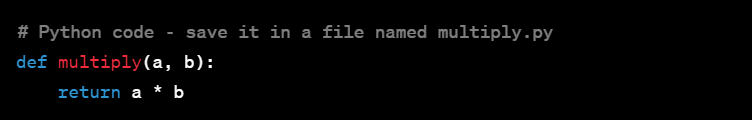 # Python code - save it in a file named multiply.py
def multiply(a, b):
    return a * b